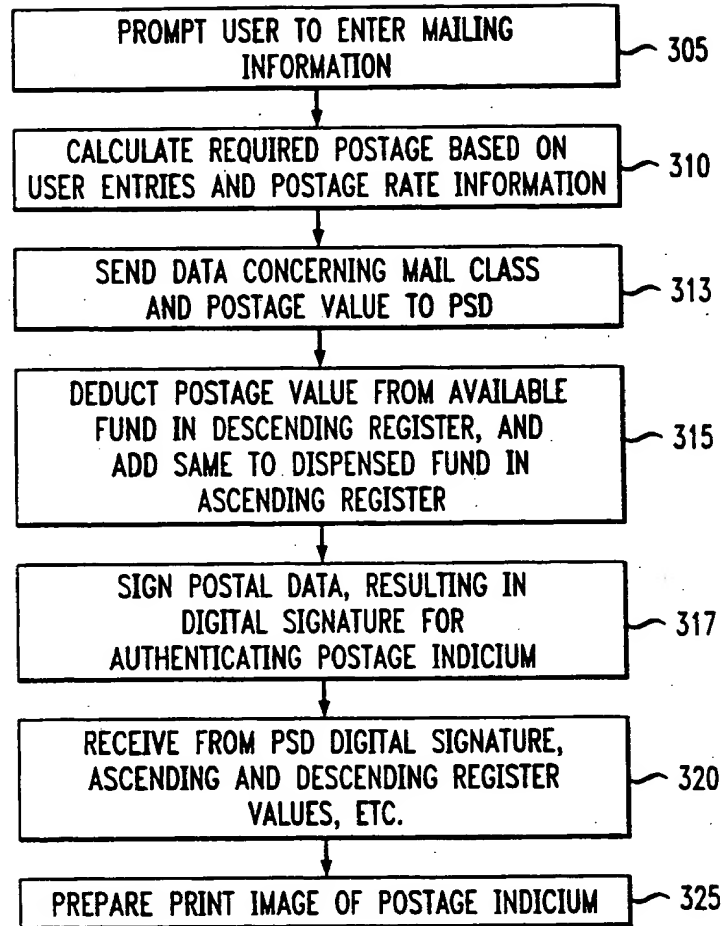 PROMPT USER TO ENTER MAILING
INFORMATION
305
CALCULATE REQUIRED POSTAGE BASED ON
USER ENTRIES AND POSTAGE RATE INFORMATION
310
SEND DATA CONCERNING MAIL CLASS
AND POSTAGE VALUE TO PSD
313
DEDUCT POSTAGE VALUE FROM AVAILABLE
FUND IN DESCENDING REGISTER, AND
ADD SAME TO DISPENSED FUND IN
ASCENDING REGISTER
315
SIGN POSTAL DATA, RESULTING IN
DIGITAL SIGNATURE FOR
AUTHENTICATING POSTAGE INDICIUM
317
RECEIVE FROM PSD DIGITAL SIGNATURE,
ASCENDING AND DESCENDING REGISTER
VALUES, ETC.
320
PREPARE PRINT IMAGE OF POSTAGE INDICIUM
325